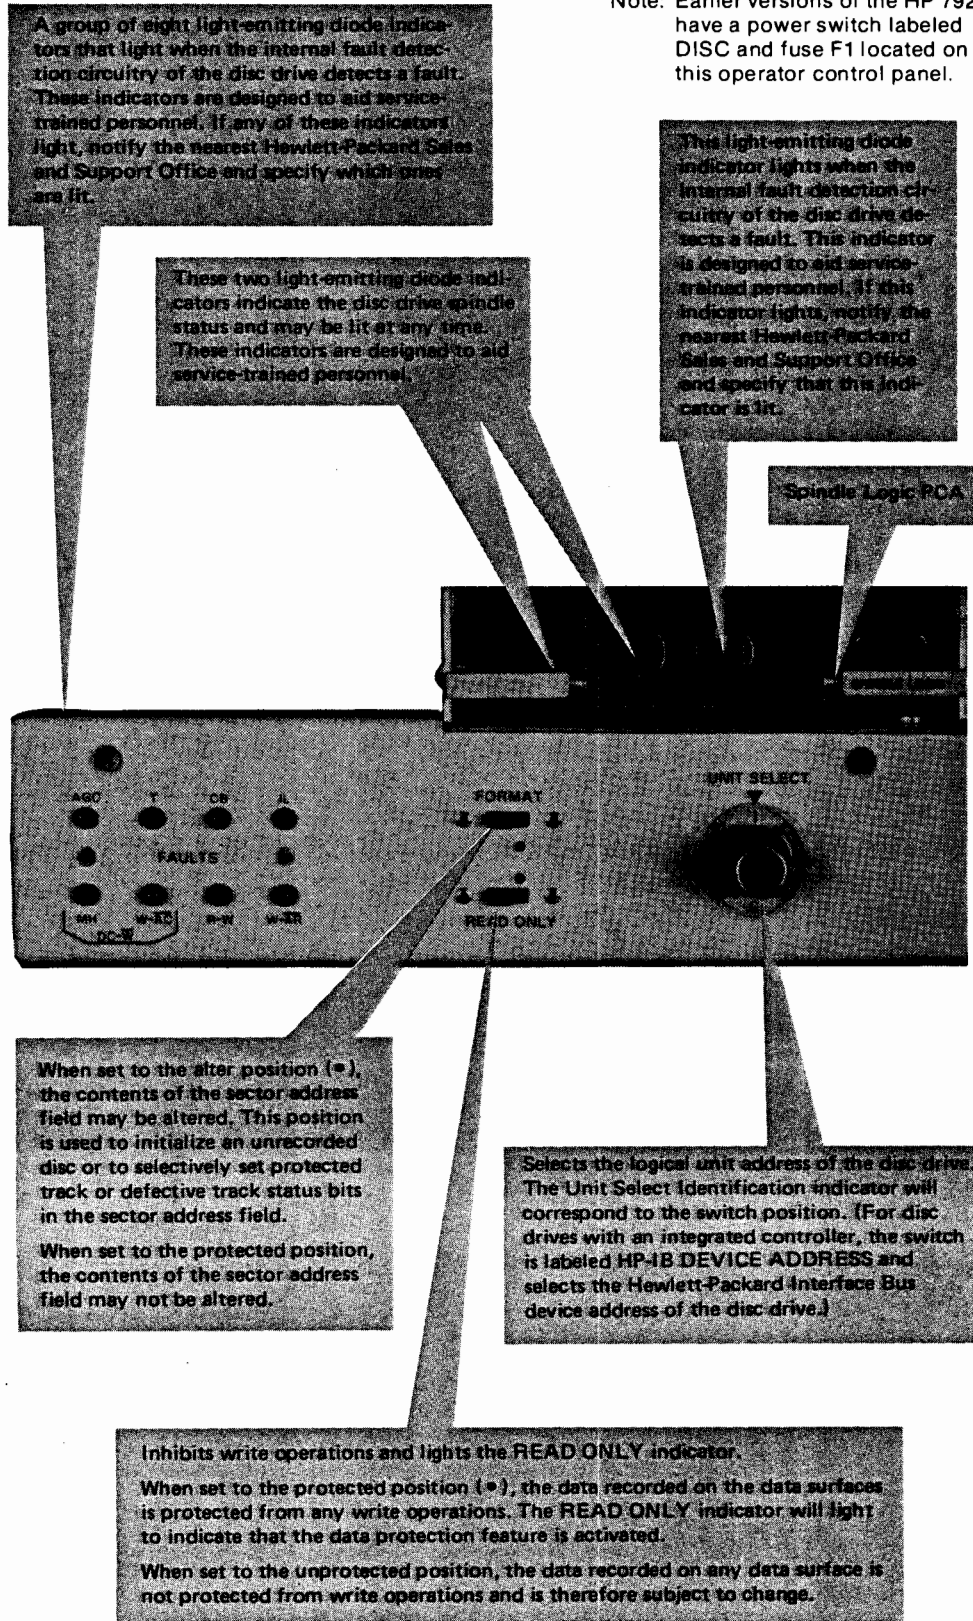 Note: Earlier versions of the HP 792
have a power switch labeled
DISC and fuse F1 located on
this operator control panel.
A group of eight light-emitting diode indica-
tors that light when the internal fault detec-
tion circuitry of the disc drive detects a fault.
These indicators are designed to aid service-
trained personnel. If any of these indicators
light, notify the nearest Hewlett-Packard Sales
and Support Office and specify which ones
are lit.
This light-emitting diode
indicator lights when the
internal fault detection cir-
cuitry of the disc drive de-
tects a fault. This indicator
is designed to aid service-
trained personnel. If this
indicator lights, notify the
nearest Hewlett-Packard
Sales and Support Office
and specify that this indi-
cator is lit.
These two light-emitting diode indi-
cators indicate the disc drive spindle
status and may be lit at any time.
These indicators are designed to aid
service-trained personnel.
Spindle Logic PCA
UNIT SELECT
AGC T CB IL
FORMAT
FAULTS
MH W·A̅C̅ R·W W·A̅R̅
DC·W̅
READ ONLY
When set to the alter position (•),
the contents of the sector address
field may be altered. This position
is used to initialize an unrecorded
disc or to selectively set protected
track or defective track status bits
in the sector address field.
When set to the protected position,
the contents of the sector address
field may not be altered.
Selects the logical unit address of the disc drive.
The Unit Select Identification indicator will
correspond to the switch position. (For disc
drives with an integrated controller, the switch
is labeled HP-IB DEVICE ADDRESS and
selects the Hewlett-Packard Interface Bus
device address of the disc drive.)
Inhibits write operations and lights the READ ONLY indicator.
When set to the protected position (•), the data recorded on the data surfaces
is protected from any write operations. The READ ONLY indicator will light
to indicate that the data protection feature is activated.
When set to the unprotected position, the data recorded on any data surface is
not protected from write operations and is therefore subject to change.